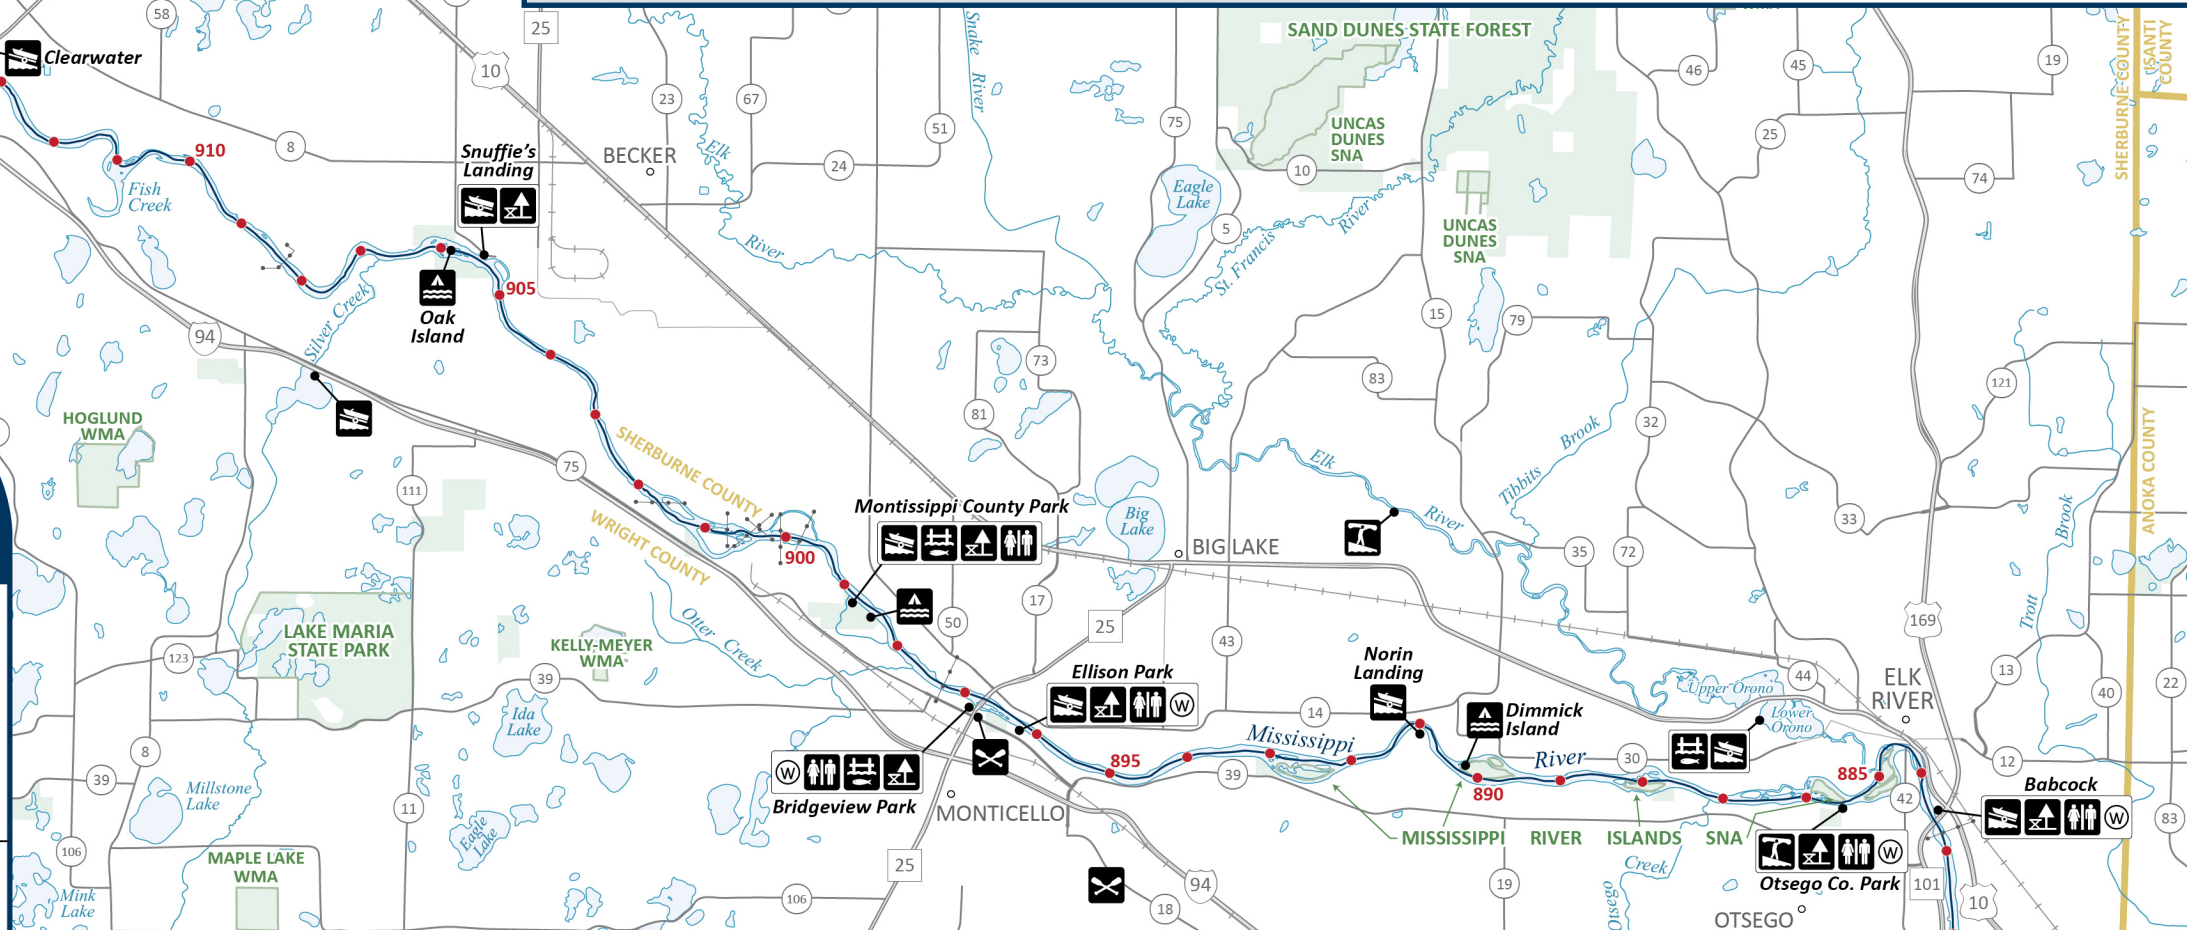 58
25
10
Clearwater
910
8
Fish
Creek
Snuffie's
Landing
BECKER
23
67
51
24
Elk
River
Snake
River
75
Eagle
Lake
5
SAND DUNES STATE FOREST
UNCAS
DUNES
SNA
10
UNCAS
DUNES
SNA
St. Francis
River
46
45
25
19
74
SHERBURNE COUNTY
ISANTI
COUNTY
905
Oak
Island
Silver Creek
94
HOGLUND
WMA
75
111
SHERBURNE COUNTY
WRIGHT COUNTY
73
81
15
79
83
32
Tibbits
Brook
121
ANOKA COUNTY
33
Elk
River
Big
Lake
BIG LAKE
Montissippi County Park
900
17
50
25
43
35
72
169
Trott
Brook
LAKE MARIA
STATE PARK
123
KELLY-MEYER
WMA
Otter Creek
39
Ida
Lake
Ellison Park
W
Norin
Landing
14
Dimmick
Island
Upper Orono
Lower
Orono
44
ELK
RIVER
13
40
22
8
39
Millstone
Lake
11
Eagle
Lake
W
Bridgeview Park
MONTICELLO
895
39
Mississippi
River
890
30
885
42
12
Babcock
W
83
MISSISSIPPI RIVER ISLANDS SNA
106
MAPLE LAKE
WMA
Mink
Lake
25
106
94
18
19
Otsego
Creek
W
Otsego Co. Park
OTSEGO
101
10